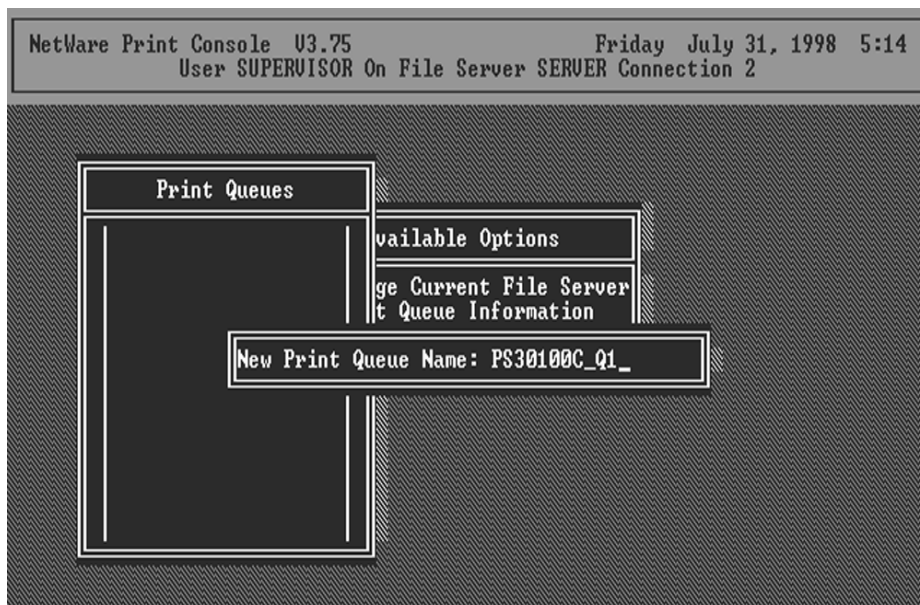 NetWare Print Console V3.75 Friday July 31, 1998 5:14
User SUPERVISOR On File Server SERVER Connection 2
Print Queues
vailable Options
ge Current File Server
t Queue Information
New Print Queue Name: PS30100C_Q1_